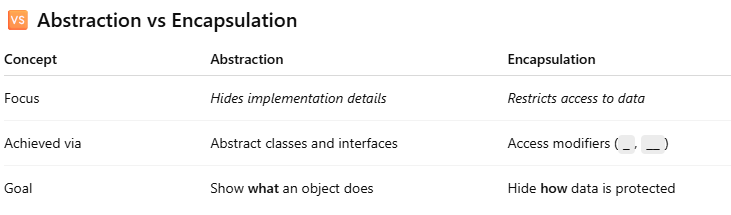 VS Abstraction vs Encapsulation
Concept Abstraction Encapsulation
Focus Hides implementation details Restricts access to data
Achieved via Abstract classes and interfaces Access modifiers ( _ , __ )
Goal Show what an object does Hide how data is protected